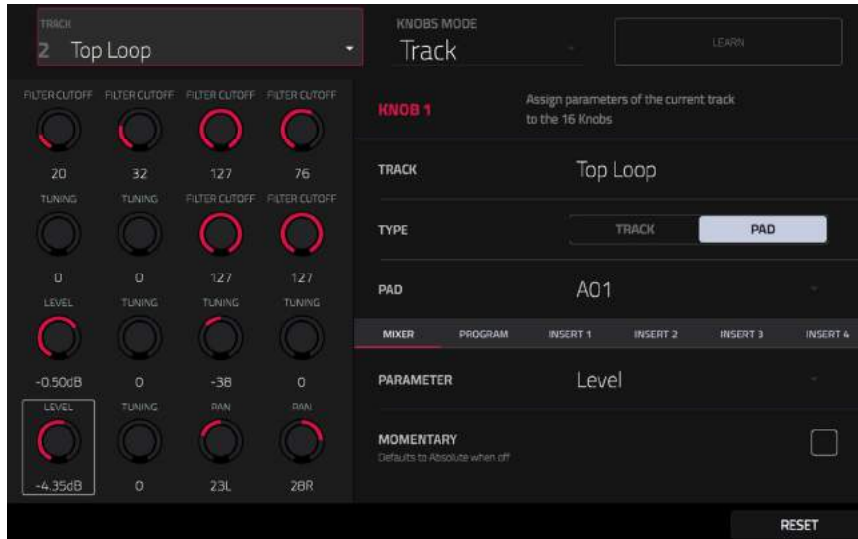 TRACK
2 Top Loop
KNOBS MODE
Track
LEARN
FILTER CUTOFF FILTER CUTOFF FILTER CUTOFF FILTER CUTOFF
20 32 127 76
TUNING TUNING FILTER CUTOFF FILTER CUTOFF
0 0 127 127
LEVEL TUNING TUNING TUNING
-0.50dB 0 -38 0
LEVEL TUNING PAN PAN
-4.35dB 0 23L 28R
KNOB 1
Assign parameters of the current track
to the 16 Knobs
TRACK Top Loop
TYPE TRACK PAD
PAD A01
MIXER PROGRAM INSERT 1 INSERT 2 INSERT 3 INSERT 4
PARAMETER Level
MOMENTARY
Defaults to Absolute when off
RESET